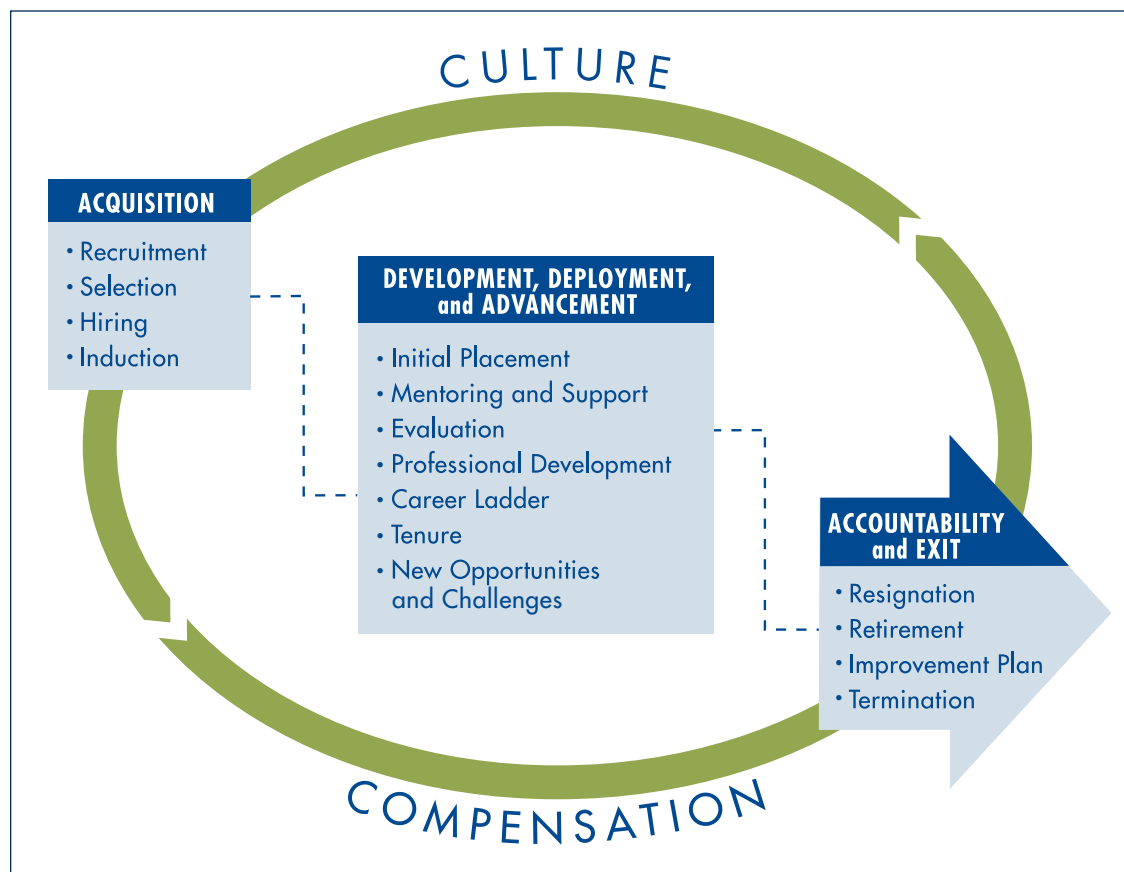 CULTURE
ACQUISITION
• Recruitment
• Selection
• Hiring
• Induction
DEVELOPMENT, DEPLOYMENT,
and ADVANCEMENT
• Initial Placement
• Mentoring and Support
• Evaluation
• Professional Development
• Career Ladder
• Tenure
• New Opportunities
and Challenges
ACCOUNTABILITY
and EXIT
• Resignation
• Retirement
• Improvement Plan
• Termination
COMPENSATION